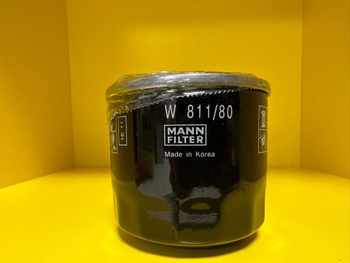 W 811/80
MANN
FILTER
Made in Korea